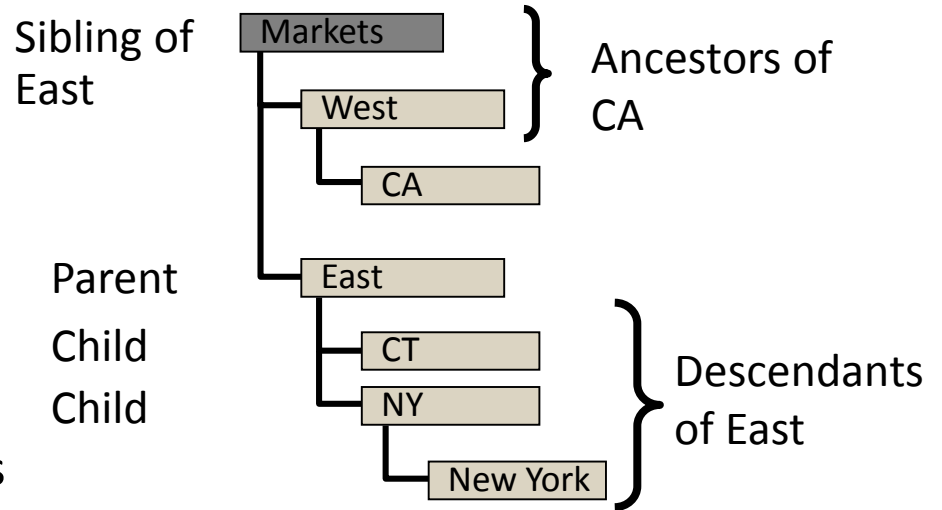 Sibling of
East
Markets
West
CA
Ancestors of
CA
Parent
East
Child
CT
Child
NY
New York
Descendants
of East
s